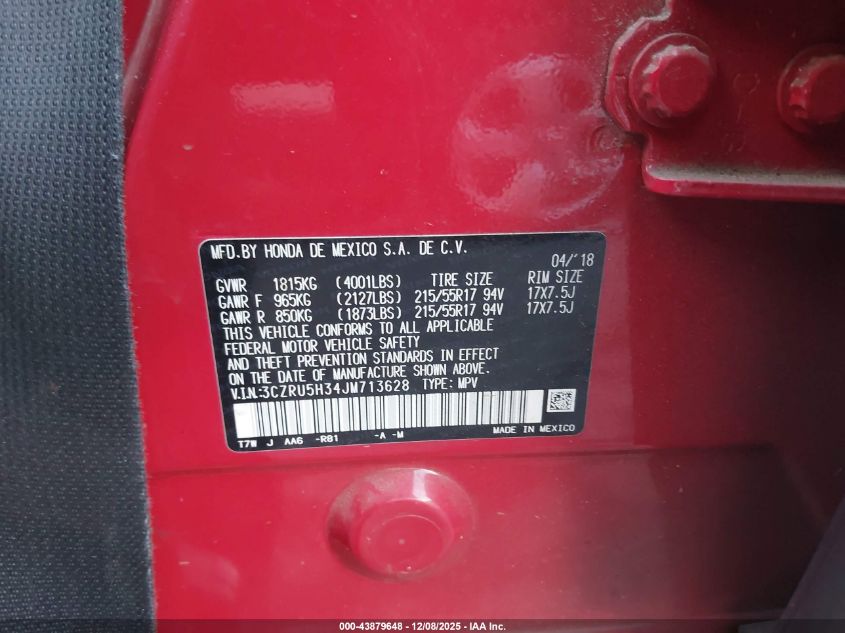 MFD. BY HONDA DE MEXICO S.A. DE C.V.
04/'18
GVWR 1815KG (4001LBS) TIRE SIZE RIM SIZE
GAWR F 965KG (2127LBS) 215/55R17 94V 17X7.5J
GAWR R 850KG (1873LBS) 215/55R17 94V 17X7.5J
THIS VEHICLE CONFORMS TO ALL APPLICABLE
FEDERAL MOTOR VEHICLE SAFETY
AND THEFT PREVENTION STANDARDS IN EFFECT
ON THE DATE OF MANUFACTURE SHOWN ABOVE.
V.I.N.:3CZRU5H34JM713628 TYPE: MPV
T7W J AA6 -R81 -A -M
MADE IN MEXICO
000-43879648 - 12/08/2025 - IAA Inc.